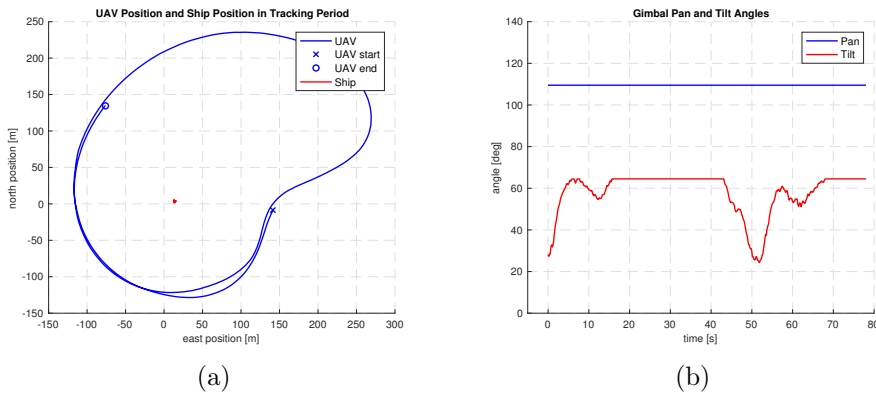 UAV Position and Ship Position in Tracking Period
250
200
150
100
50
0
-50
-100
-150
-150
-100
-50
0
50
100
150
200
250
300
north position [m]
east position [m]
UAV
UAV start
UAV end
Ship
(a)
Gimbal Pan and Tilt Angles
140
120
100
80
60
40
20
0
0
10
20
30
40
50
60
70
80
angle [deg]
time [s]
Pan
Tilt
(b)